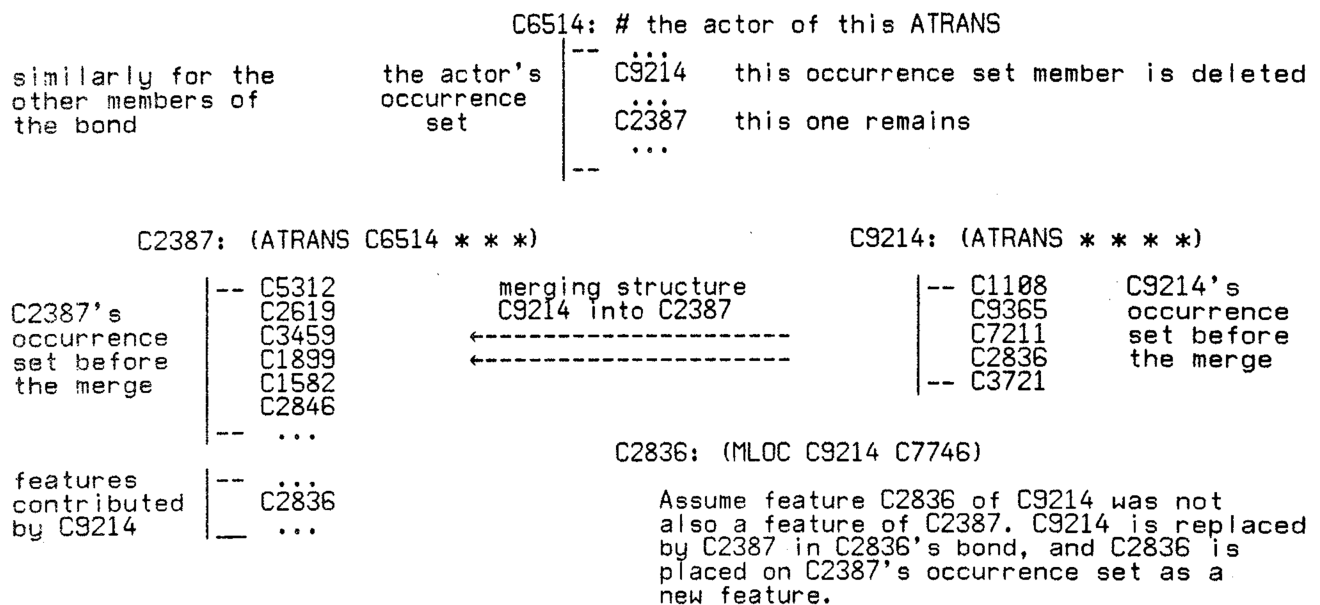 C6514: # the actor of this ATRANS
-- ...
similarly for the other members of the bond
the actor's occurrence set
C9214 this occurrence set member is deleted
...
C2387 this one remains
...
--
C2387: (ATRANS C6514 * * *)
C2387's occurrence set before the merge
-- C5312
C2619
C3459
C1899
C1582
C2846
-- ...
features contributed by C9214
-- ...
C2836
__ ...
merging structure
C9214 into C2387
<----------------------
<----------------------
C9214: (ATRANS * * * *)
-- C1108
C9365
C7211
C2836
-- C3721
C9214's
occurrence
set before
the merge
C2836: (MLOC C9214 C7746)
Assume feature C2836 of C9214 was not
also a feature of C2387. C9214 is replaced
by C2387 in C2836's bond, and C2836 is
placed on C2387's occurrence set as a
new feature.